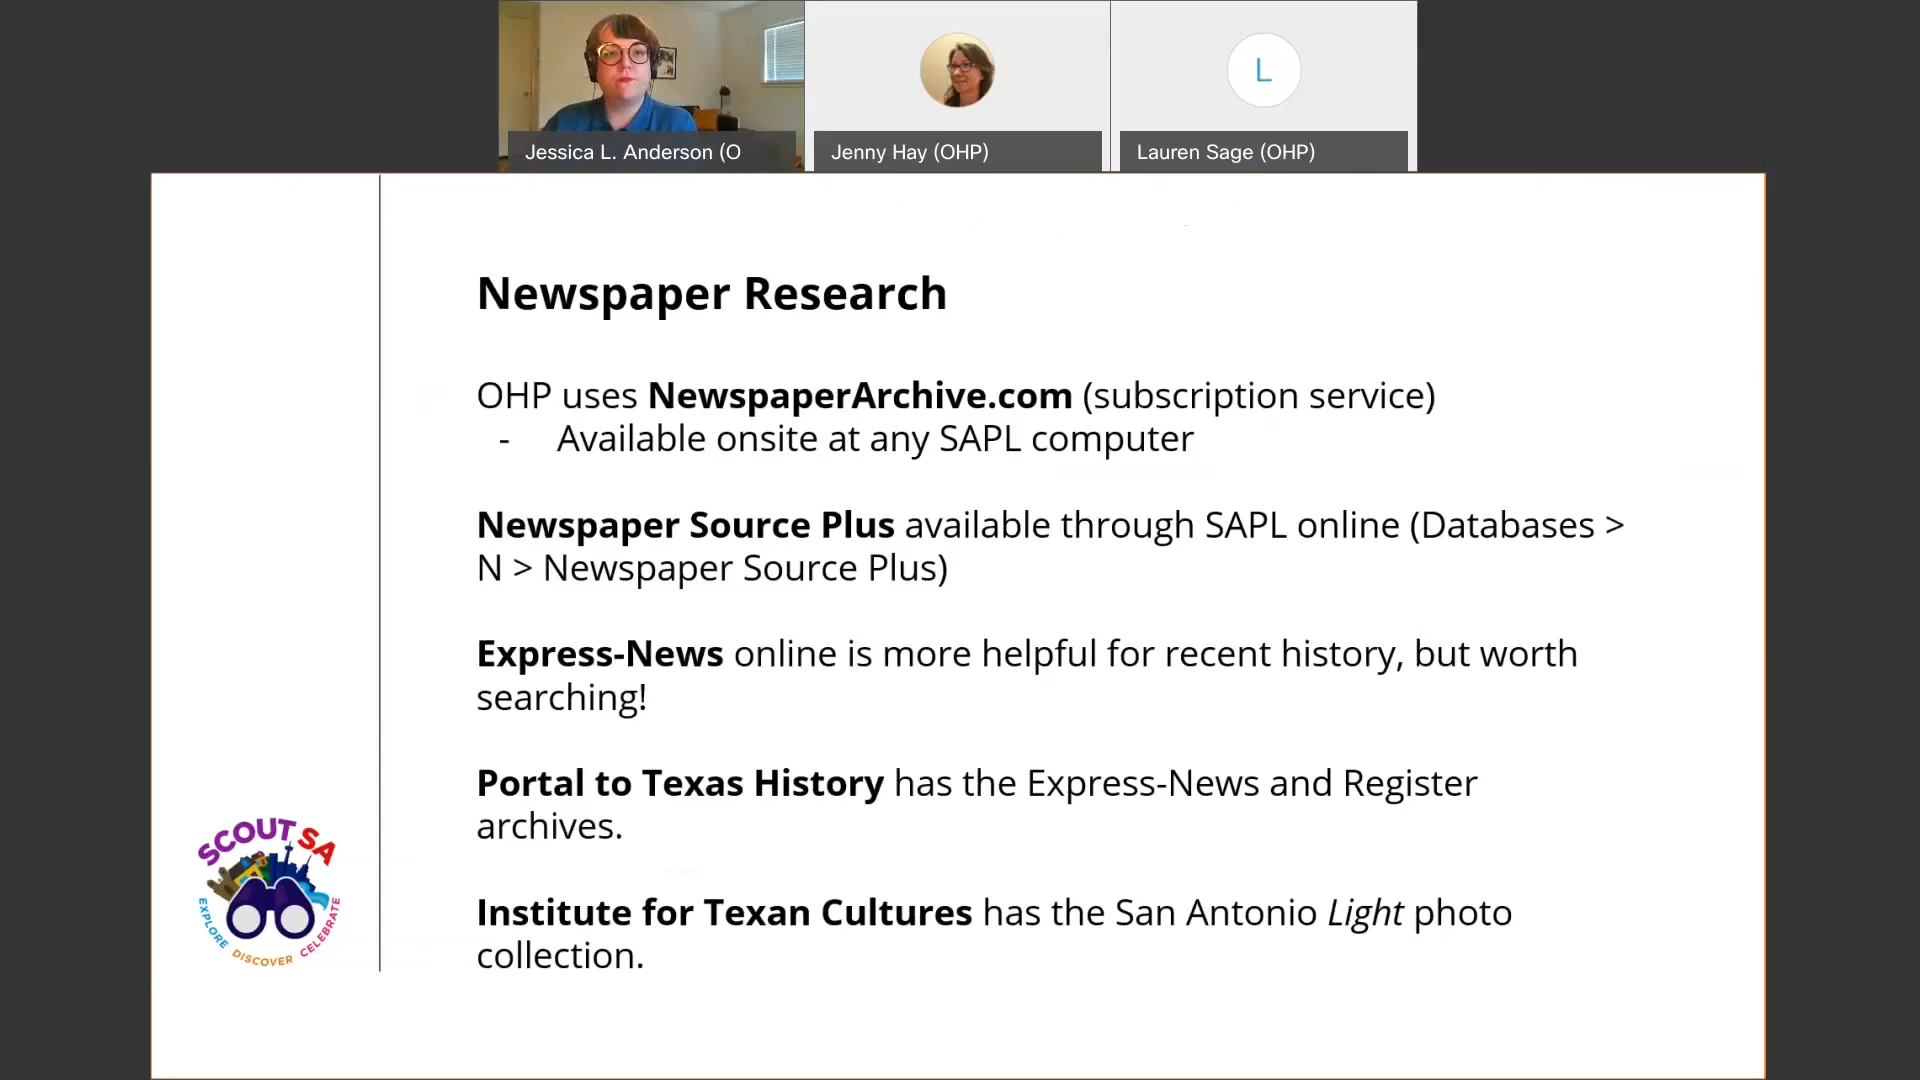 Jessica L. Anderson (O
Jenny Hay (OHP)
L
Lauren Sage (OHP)
Newspaper Research
OHP uses NewspaperArchive.com (subscription service)
- Available onsite at any SAPL computer
Newspaper Source Plus available through SAPL online (Databases >
N > Newspaper Source Plus)
Express-News online is more helpful for recent history, but worth
searching!
Portal to Texas History has the Express-News and Register
archives.
Institute for Texan Cultures has the San Antonio Light photo
collection.
SCOUT SA
EXPLORE DISCOVER CELEBRATE